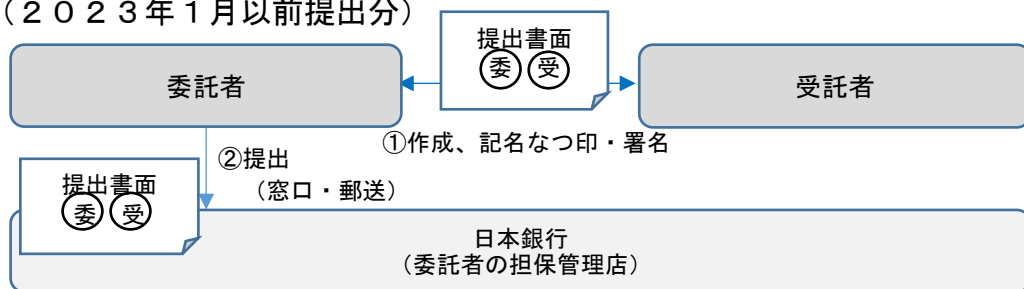 （２０２３年１月以前提出分）
提出書面
委 受
委託者
受託者
①作成、記名なつ印・署名
②提出
（窓口・郵送）
提出書面
委 受
日本銀行
（委託者の担保管理店）